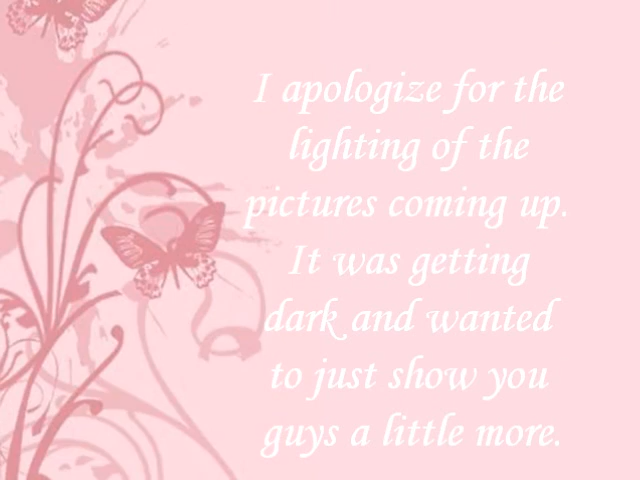 I apologize for the
lighting of the
pictures coming up.
It was getting
dark and wanted
to just show you
guys a little more.